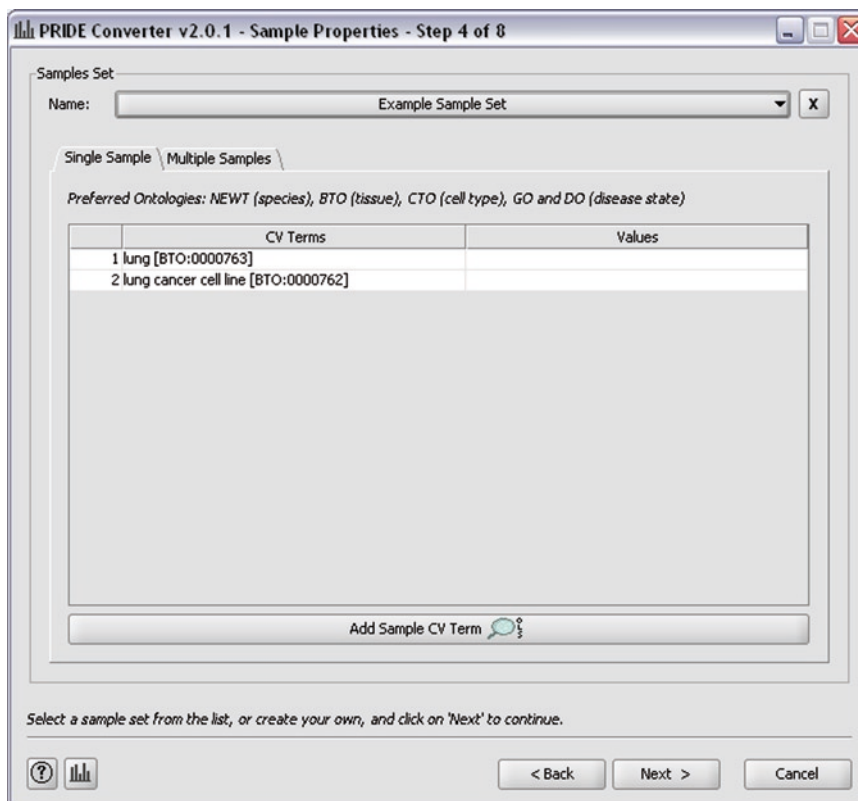 PRIDE Converter v2.0.1 - Sample Properties - Step 4 of 8
Samples Set
Name: Example Sample Set X
Single Sample Multiple Samples
Preferred Ontologies: NEWT (species), BTO (tissue), CTO (cell type), GO and DO (disease state)
CV Terms Values
1 lung [BTO:0000763]
2 lung cancer cell line [BTO:0000762]
Add Sample CV Term
Select a sample set from the list, or create your own, and click on 'Next' to continue.
? < Back Next > Cancel